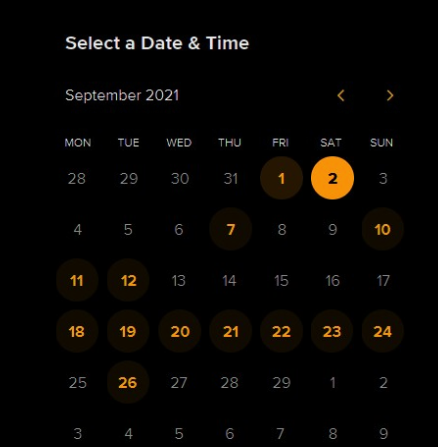 Select a Date & Time
September 2021 < >
MON TUE WED THU FRI SAT SUN
28 29 30 31 1 2 3
4 5 6 7 8 9 10
11 12 13 14 15 16 17
18 19 20 21 22 23 24
25 26 27 28 29 1 2
3 4 5 6 7 8 9